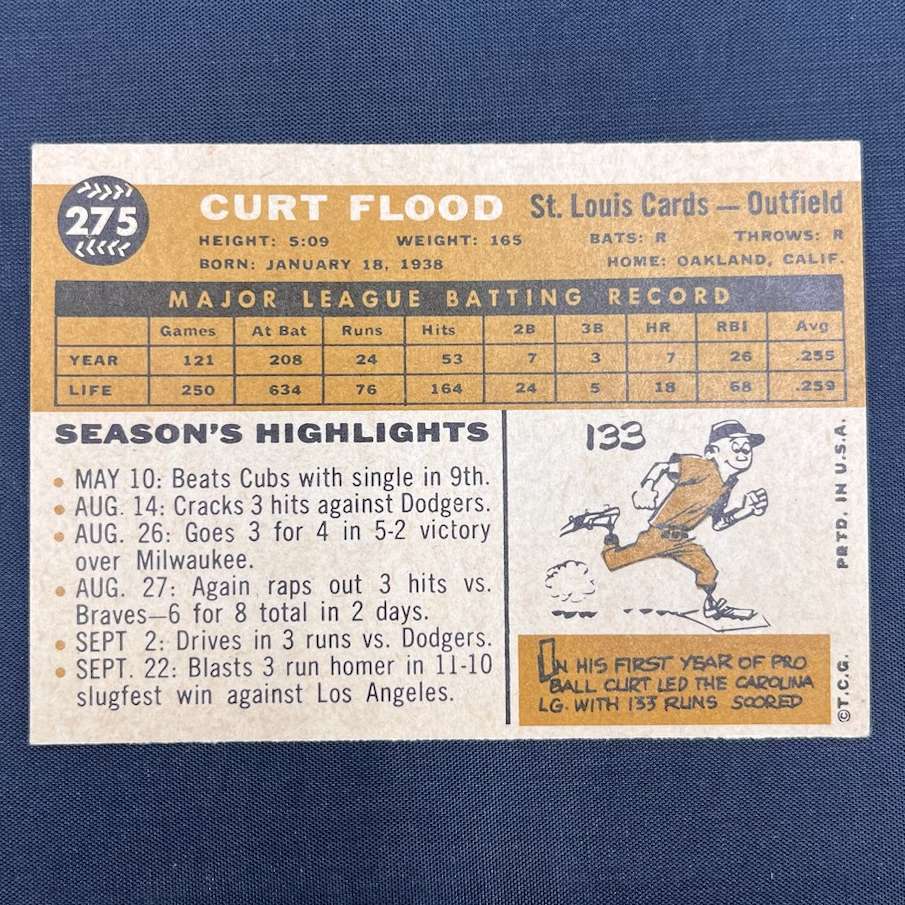 275
CURT FLOOD St. Louis Cards — Outfield
HEIGHT: 5:09 WEIGHT: 165 BATS: R THROWS: R
BORN: JANUARY 18, 1938 HOME: OAKLAND, CALIF.
MAJOR LEAGUE BATTING RECORD
Games At Bat Runs Hits 2B 3B HR RBI Avg
YEAR 121 208 24 53 7 3 7 26 .255
LIFE 250 634 76 164 24 5 18 68 .259
SEASON'S HIGHLIGHTS
• MAY 10: Beats Cubs with single in 9th.
• AUG. 14: Cracks 3 hits against Dodgers.
• AUG. 26: Goes 3 for 4 in 5-2 victory
over Milwaukee.
• AUG. 27: Again raps out 3 hits vs.
Braves—6 for 8 total in 2 days.
• SEPT 2: Drives in 3 runs vs. Dodgers.
• SEPT. 22: Blasts 3 run homer in 11-10
slugfest win against Los Angeles.
133
IN HIS FIRST YEAR OF PRO
BALL CURT LED THE CAROLINA
LG. WITH 133 RUNS SCORED
PRTD. IN U.S.A.
©T.C.G.